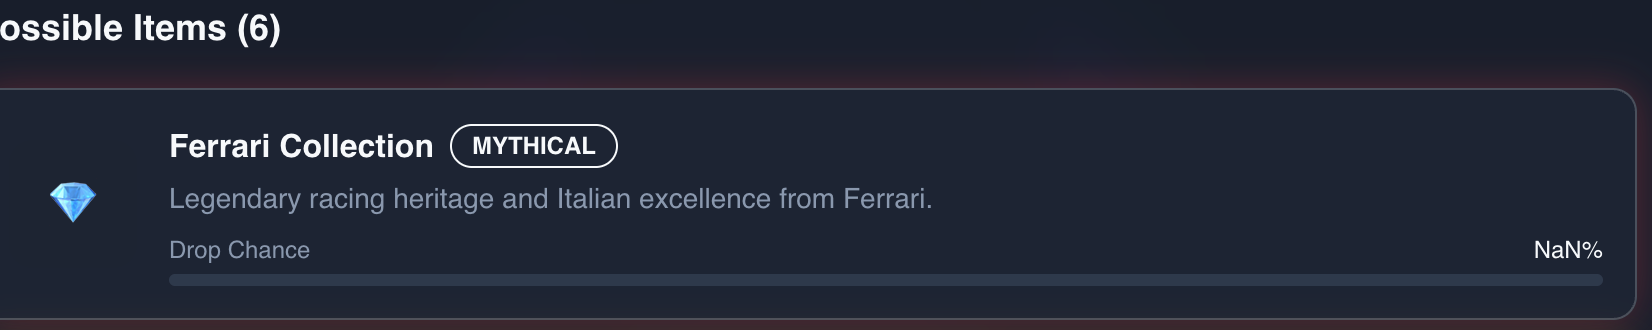 ossible Items (6)
Ferrari Collection MYTHICAL
Legendary racing heritage and Italian excellence from Ferrari.
Drop Chance NaN%